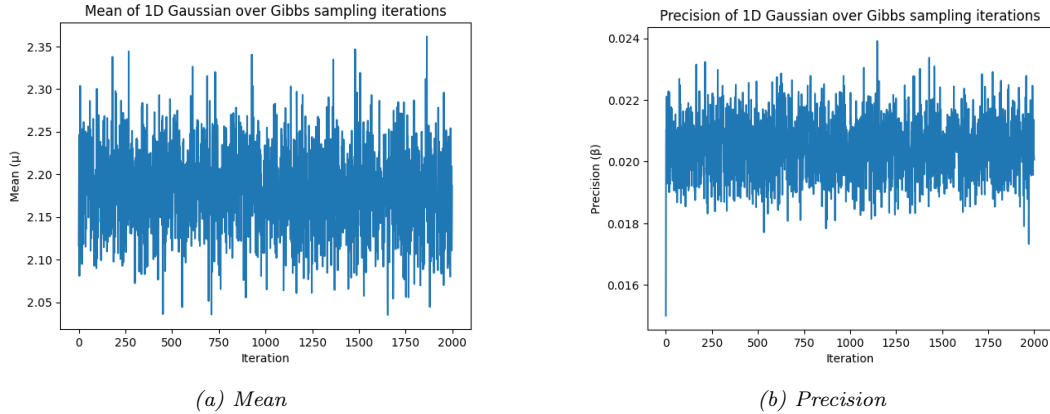 Mean of 1D Gaussian over Gibbs sampling iterations
2.35
2.30
2.25
2.20
2.15
2.10
2.05
Mean (μ)
0 250 500 750 1000 1250 1500 1750 2000
Iteration
(a) Mean
Precision of 1D Gaussian over Gibbs sampling iterations
0.024
0.022
0.020
0.018
0.016
Precision (β)
0 250 500 750 1000 1250 1500 1750 2000
Iteration
(b) Precision